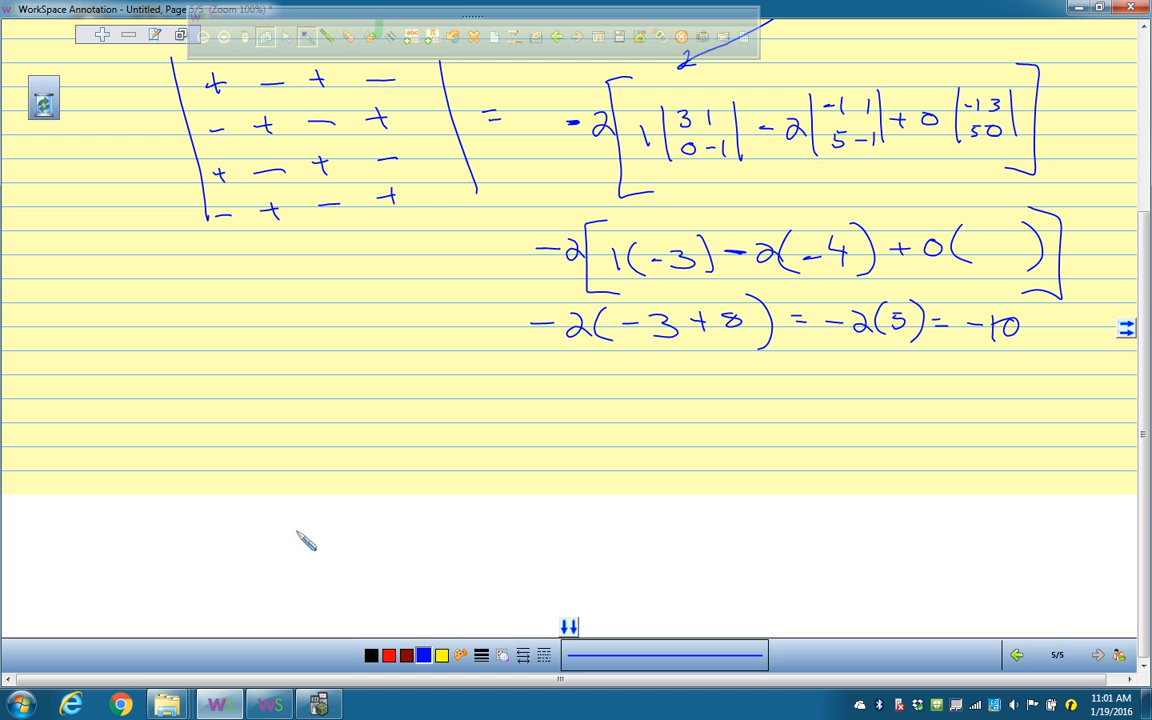 WorkSpace Annotation - Untitled, Page 5/5 (Zoom 100%) *
2
| + - + - |
| - + - + | = -2 [ 1 | 3 1 | - 2 | -1 1 | + 0 | -1 3 | ]
| + - + - | | 0 -1 | | 5 -1 | | 5 0 |
| - + - + |
-2 [ 1(-3) - 2(-4) + 0( ) ]
-2(-3 + 8) = -2(5) = -10
5/5
11:01 AM
1/19/2016